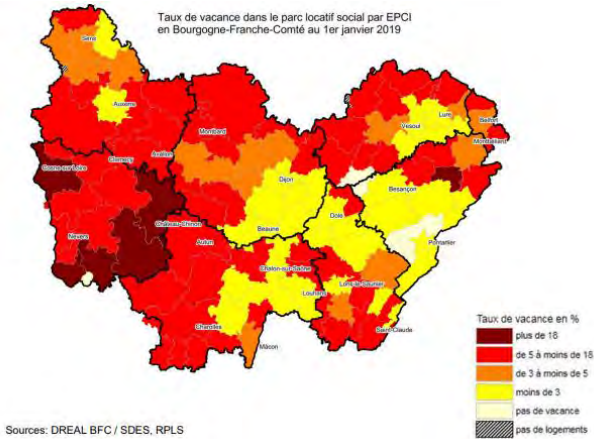 Taux de vacance dans le parc locatif social par EPCI
en Bourgogne-Franche-Comté au 1er janvier 2019
Sens
Auxerre
Montbard
Vesoul
Lure
Belfort
Montbéliard
Cosne-sur-Loire
Clamecy
Avallon
Dijon
Besançon
Beaune
Dole
Nevers
Château-Chinon
Pontarlier
Autun
Chalon-sur-Saône
Lons-le-Saunier
Louhans
Charolles
Saint-Claude
Mâcon
Taux de vacance en %
plus de 18
de 5 à moins de 18
de 3 à moins de 5
moins de 3
pas de vacance
pas de logements
Sources: DREAL BFC / SDES, RPLS